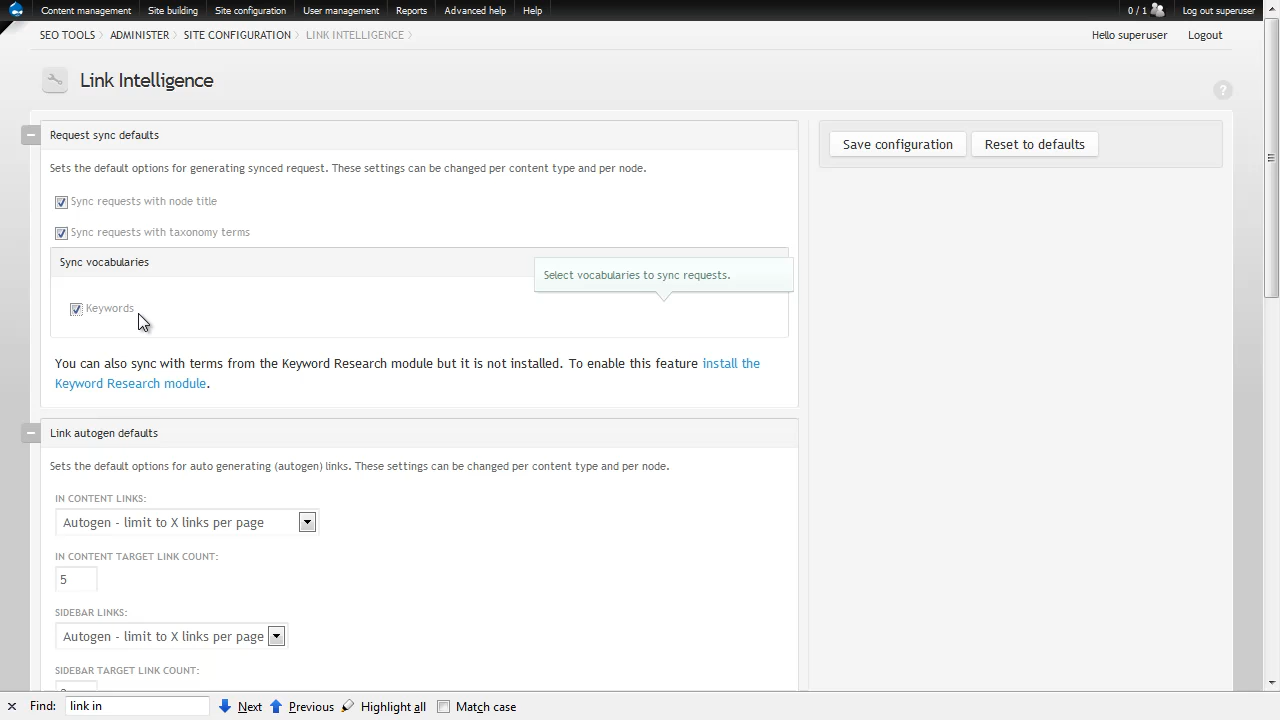 Content management Site building Site configuration User management Reports Advanced help Help 0 / 1 Log out superuser
SEO TOOLS ADMINISTER SITE CONFIGURATION LINK INTELLIGENCE Hello superuser Logout
Link Intelligence
?
Request sync defaults
Save configuration Reset to defaults
Sets the default options for generating synced request. These settings can be changed per content type and per node.
Sync requests with node title
Sync requests with taxonomy terms
Sync vocabularies
Select vocabularies to sync requests.
Keywords
You can also sync with terms from the Keyword Research module but it is not installed. To enable this feature install the
Keyword Research module.
Link autogen defaults
Sets the default options for auto generating (autogen) links. These settings can be changed per content type and per node.
IN CONTENT LINKS:
Autogen - limit to X links per page
IN CONTENT TARGET LINK COUNT:
5
SIDEBAR LINKS:
Autogen - limit to X links per page
SIDEBAR TARGET LINK COUNT:
Find: link in Next Previous Highlight all Match case